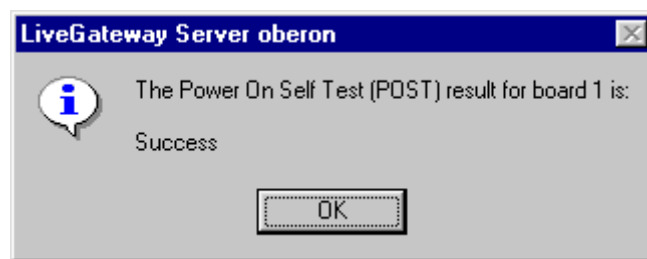 LiveGateway Server oberon
The Power On Self Test (POST) result for board 1 is:
Success
OK